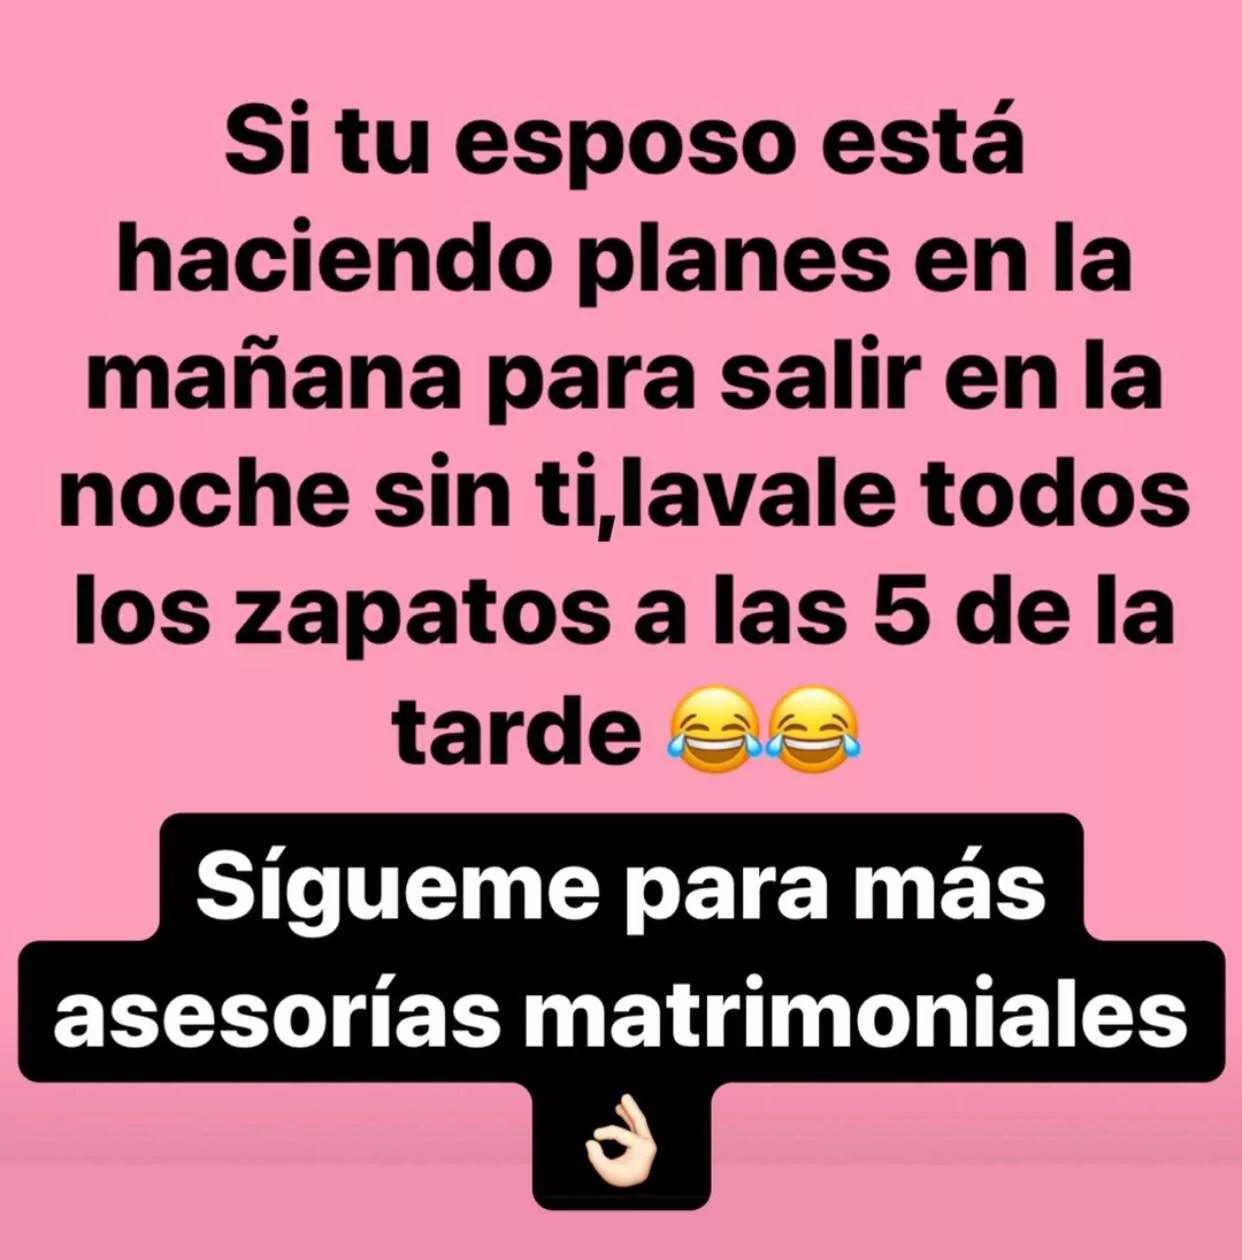 Si tu esposo está
haciendo planes en la
mañana para salir en la
noche sin ti,lavale todos
los zapatos a las 5 de la
tarde 😂😂
Sígueme para más
asesorías matrimoniales
👌🏻